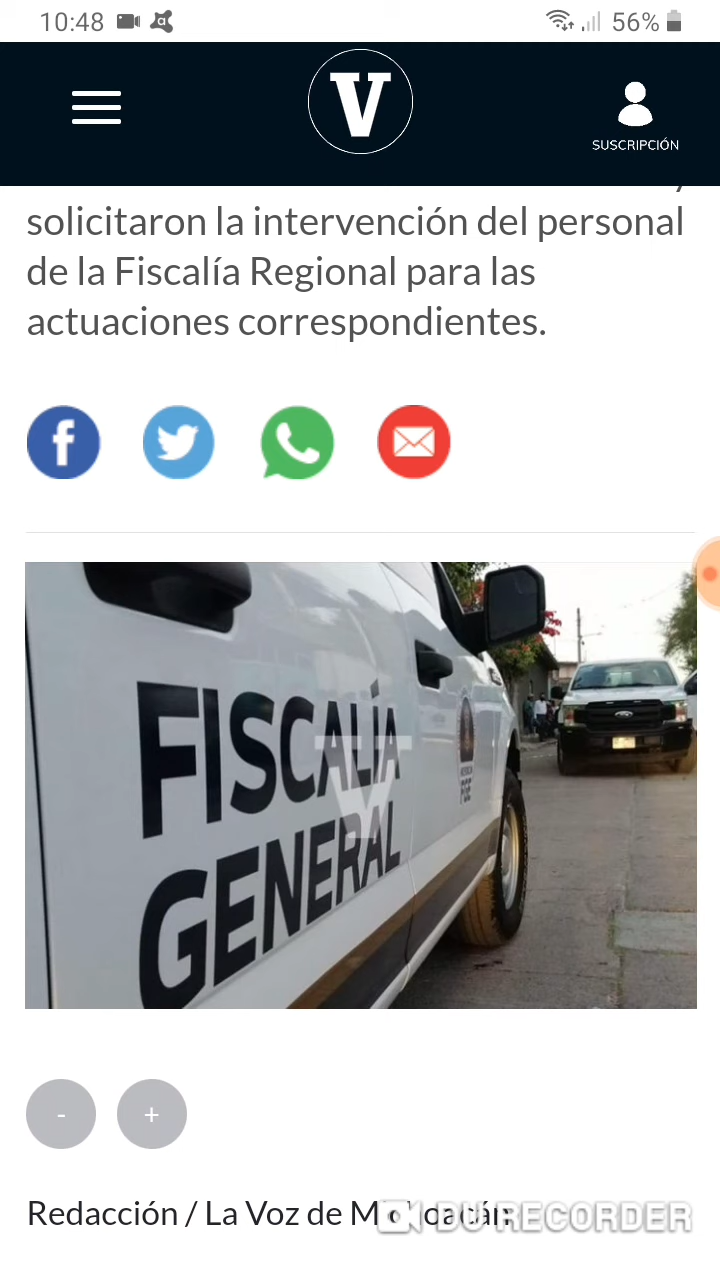 10:48 56%
V
SUSCRIPCIÓN
solicitaron la intervención del personal
de la Fiscalía Regional para las
actuaciones correspondientes.
f
FISCALÍA
GENERAL
V
- +
Redacción / La Voz de Michoacán
DU RECORDER